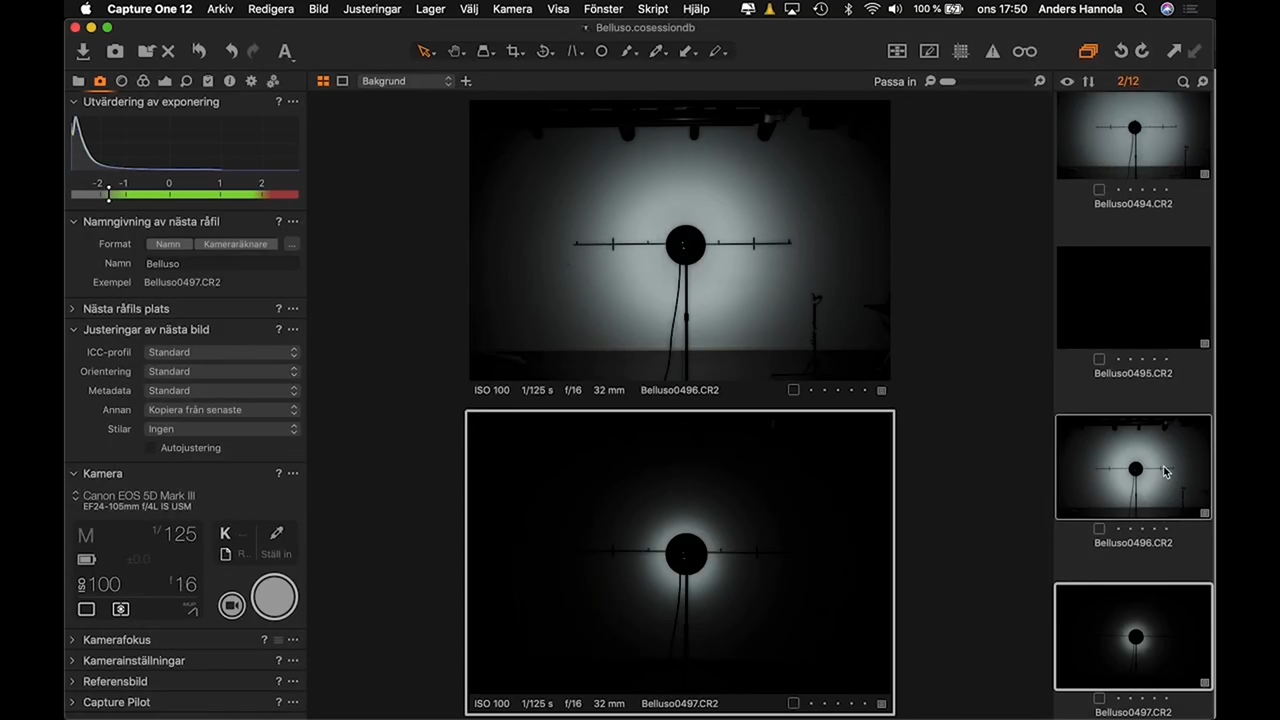 Capture One 12 Arkiv Redigera Bild Justeringar Lager Välj Kamera Visa Fönster Skript Hjälp 100 % ons 17:50 Anders Hannola
Belluso.cosessiondb
Bakgrund Passa in 2/12
Utvärdering av exponering ? ...
-2 -1 0 1 2
Namngivning av nästa råfil ? ...
Format Namn Kameraräknare ...
Namn Belluso
Exempel Belluso0497.CR2
Nästa råfils plats ? ...
Justeringar av nästa bild ? ...
ICC-profil Standard
Orientering Standard
Metadata Standard
Annan Kopiera från senaste
Stilar Ingen
Autojustering
Kamera ? ...
Canon EOS 5D Mark III
EF24-105mm f/4L IS USM
M 1/125 K --
±0.0 R... Ställ in
ISO 100 f 16
Kamerafokus ? ...
Kamerainställningar ? ...
Referensbild ? ...
Capture Pilot ? ...
ISO 100 1/125 s f/16 32 mm Belluso0496.CR2
ISO 100 1/125 s f/16 32 mm Belluso0497.CR2
Belluso0494.CR2
Belluso0495.CR2
Belluso0496.CR2
Belluso0497.CR2